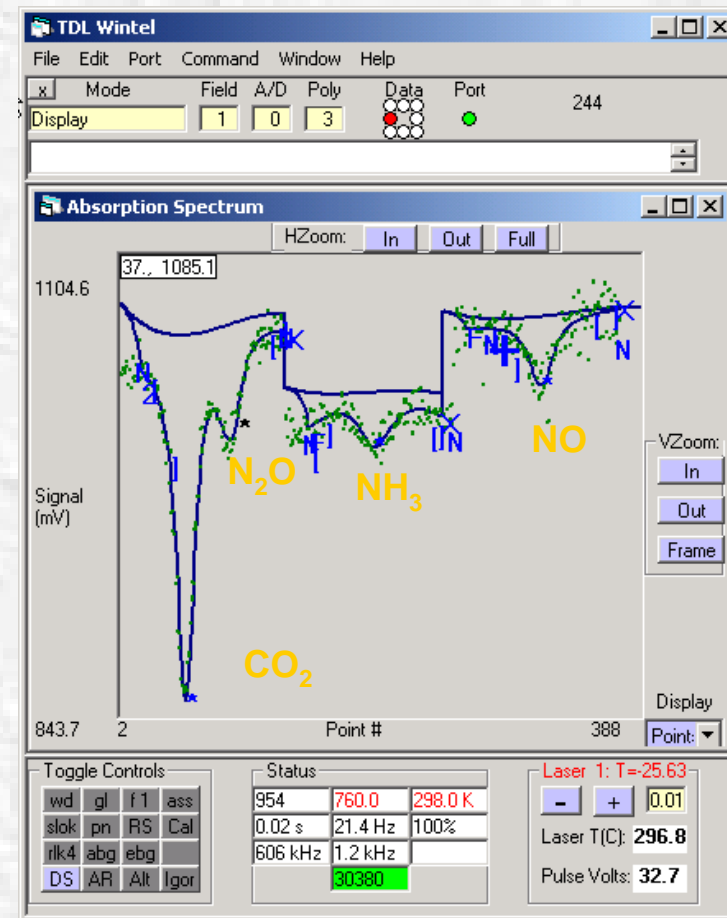 TDL Wintel
File Edit Port Command Window Help
x Mode Field A/D Poly Data Port 244
Display 1 0 3
Absorption Spectrum
HZoom: In Out Full
37., 1085.1
1104.6
Signal
(mV)
N₂O
NH₃
NO
CO₂
VZoom:
In
Out
Frame
Display
843.7 2 Point # 388 Point:
Toggle Controls
wd gl f1 ass
slok pn RS Cal
rlk4 abg ebg
DS AR Alt Igor
Status
954 760.0 298.0 K
0.02 s 21.4 Hz 100%
606 kHz 1.2 kHz
30380
Laser 1: T=-25.63
- + 0.01
Laser T(C): 296.8
Pulse Volts: 32.7